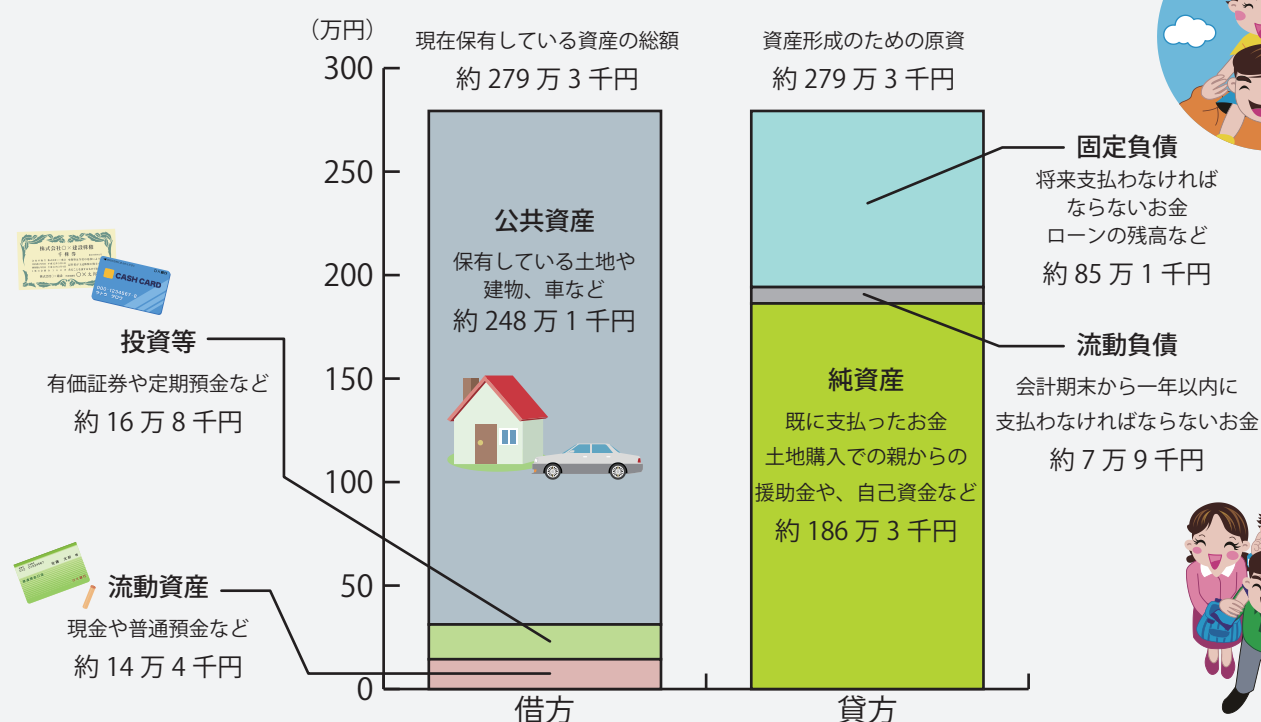 （万円）
300
250
200
150
100
50
0
現在保有している資産の総額
約 279 万 3 千円
公共資産
保有している土地や
建物、車など
約 248 万 1 千円
投資等
有価証券や定期預金など
約 16 万 8 千円
流動資産
現金や普通預金など
約 14 万 4 千円
借方
資産形成のための原資
約 279 万 3 千円
固定負債
将来支払わなければ
ならないお金
ローンの残高など
約 85 万 1 千円
流動負債
会計期末から一年以内に
支払わなければならないお金
約 7 万 9 千円
純資産
既に支払ったお金
土地購入での親からの
援助金や、自己資金など
約 186 万 3 千円
貸方
CASH CARD